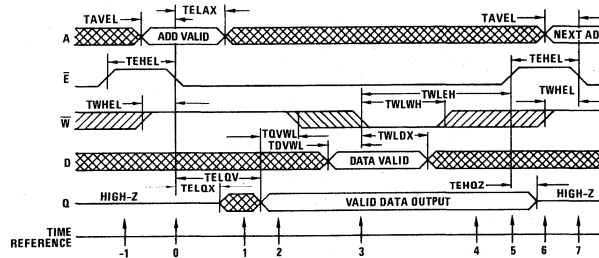 TELAX
TAVEL TAVEL
A ADD VALID NEXT AD
TEHEL TEHEL
E
TWLEH
TWHEL TWLWH TWHEL
W
TQVWL TWLDX
TDVWL
D DATA VALID
TELQV
TELQX TEHQZ
HIGH-Z HIGH-Z
Q VALID DATA OUTPUT
TIME
REFERENCE
-1 0 1 2 3 4 5 6 7